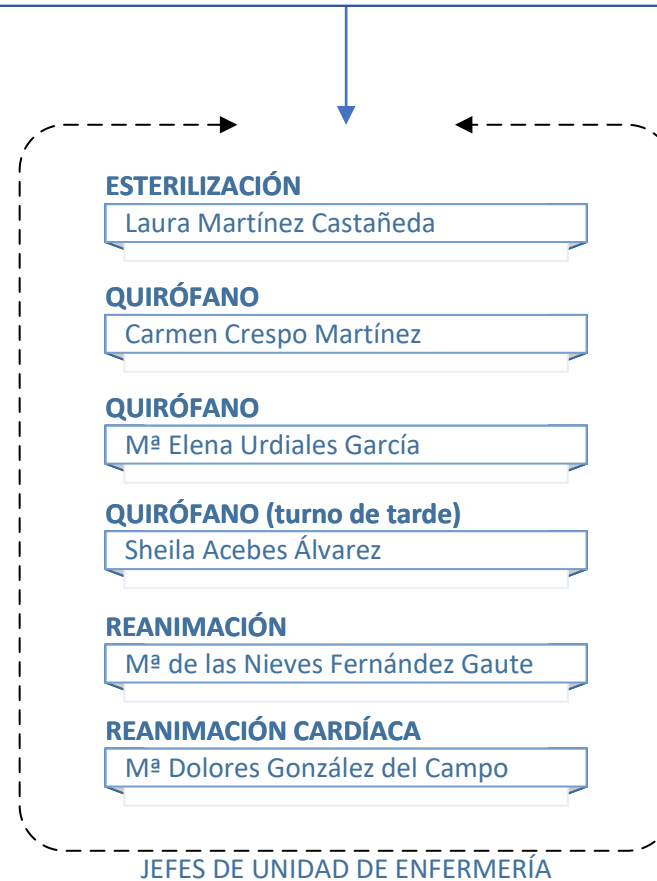 ESTERILIZACIÓN
Laura Martínez Castañeda
QUIRÓFANO
Carmen Crespo Martínez
QUIRÓFANO
Mª Elena Urdiales García
QUIRÓFANO (turno de tarde)
Sheila Acebes Álvarez
REANIMACIÓN
Mª de las Nieves Fernández Gaute
REANIMACIÓN CARDÍACA
Mª Dolores González del Campo
JEFES DE UNIDAD DE ENFERMERÍA